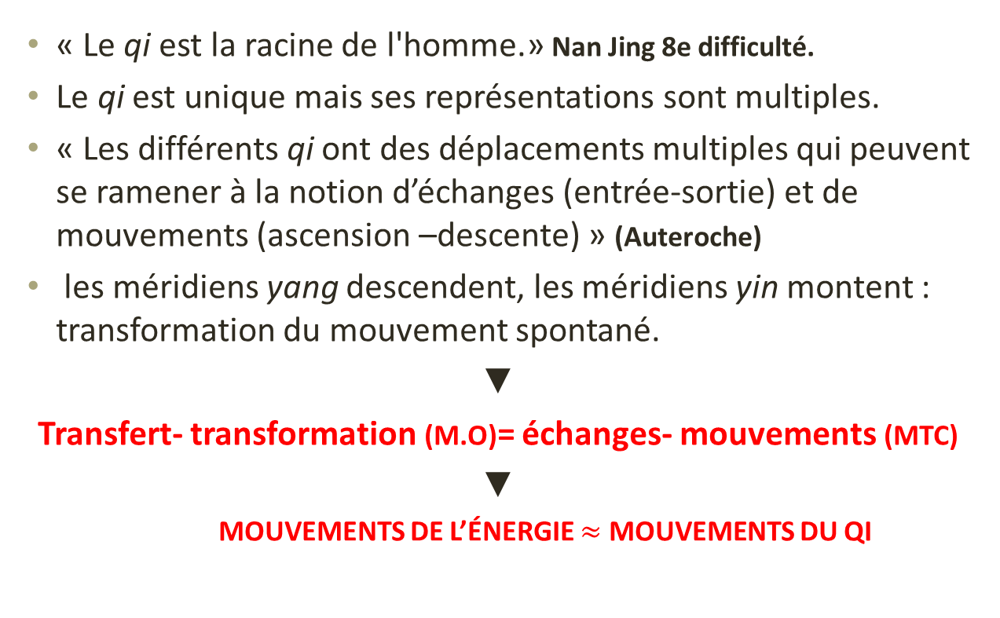 • « Le qi est la racine de l'homme.» Nan Jing 8e difficulté.
• Le qi est unique mais ses représentations sont multiples.
• « Les différents qi ont des déplacements multiples qui peuvent
se ramener à la notion d’échanges (entrée-sortie) et de
mouvements (ascension –descente) » (Auteroche)
• les méridiens yang descendent, les méridiens yin montent :
transformation du mouvement spontané.
▼
Transfert- transformation (M.O)= échanges- mouvements (MTC)
▼
MOUVEMENTS DE L’ÉNERGIE ≈ MOUVEMENTS DU QI